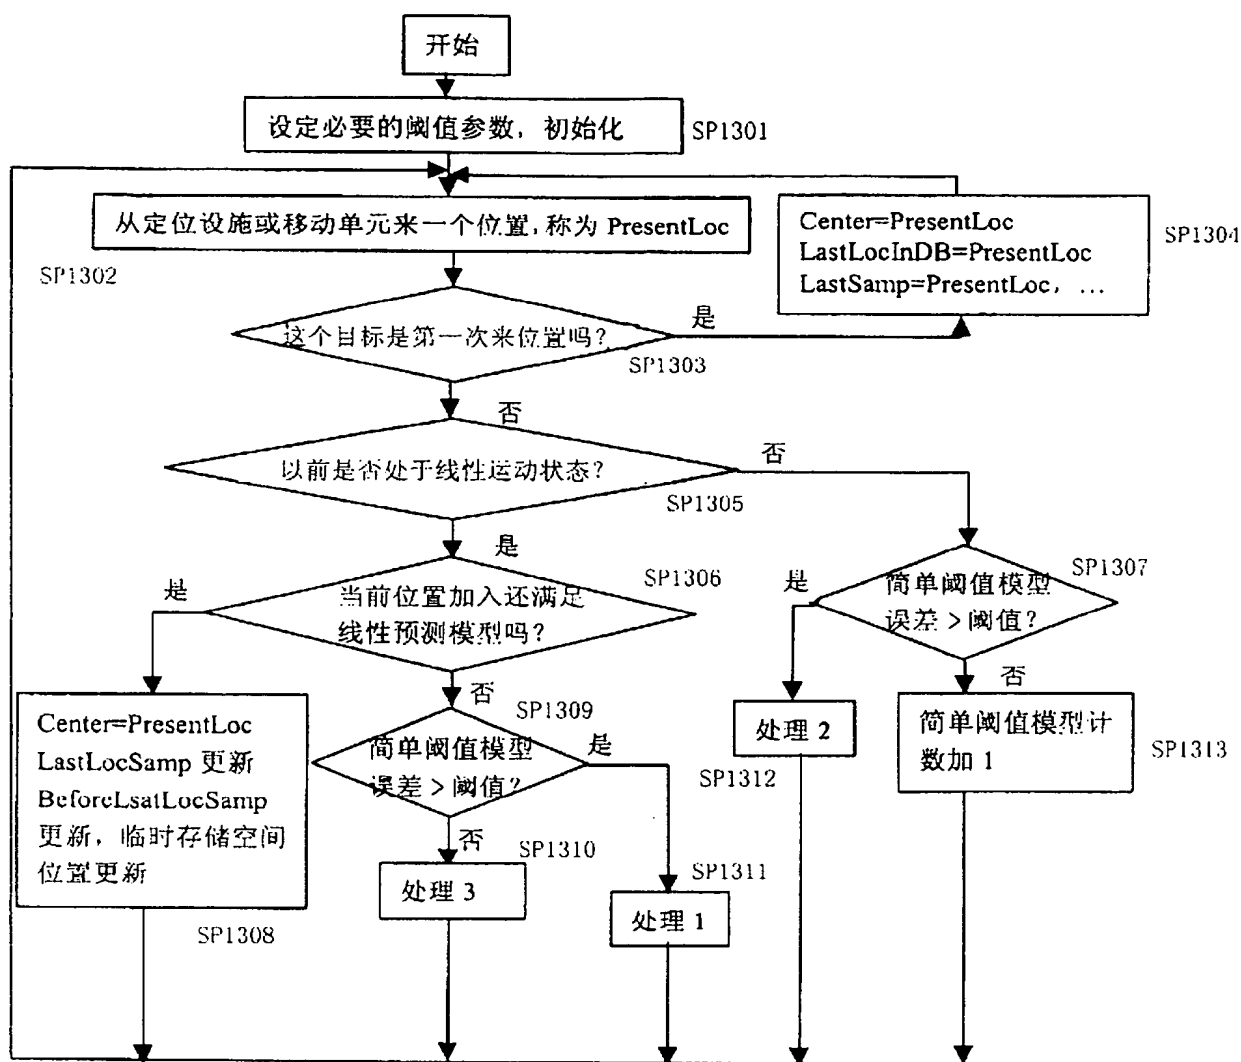 开始
设定必要的阈值参数，初始化
SP1301
从定位设施或移动单元来一个位置，称为 PresentLoc
SP1302
Center=PresentLoc
LastLocInDB=PresentLoc
LastSamp=PresentLoc，…
SP1304
这个目标是第一次来位置吗？
是
SP1303
否
以前是否处于线性运动状态？
否
SP1305
是
当前位置加入还满足
线性预测模型吗？
是
SP1306
简单阈值模型
误差 > 阈值？
是
SP1307
否
Center=PresentLoc
LastLocSamp 更新
BeforeLsatLocSamp
更新，临时存储空间
位置更新
SP1308
否
SP1309
简单阈值模型
误差 > 阈值？
是
否
SP1310
处理 3
SP1311
处理 1
处理 2
SP1312
简单阈值模型计
数加 1
SP1313